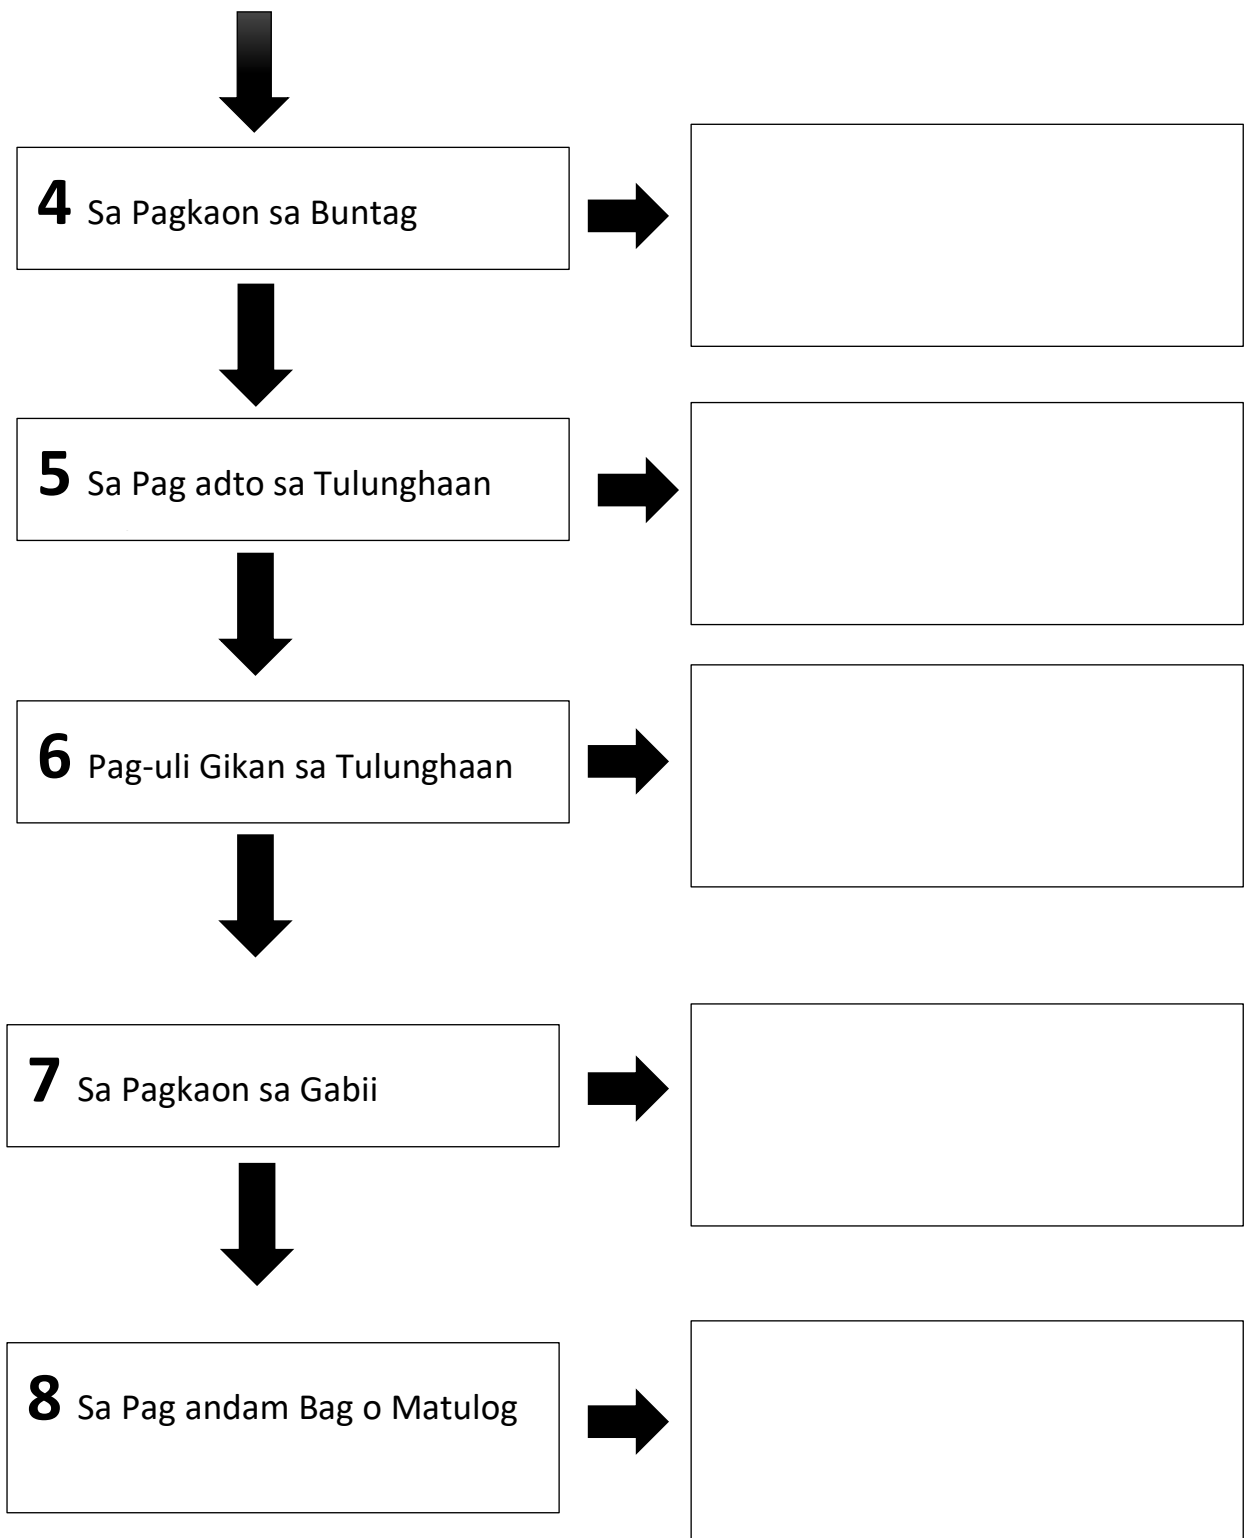 4 Sa Pagkaon sa Buntag
5 Sa Pag adto sa Tulunghaan
6 Pag-uli Gikan sa Tulunghaan
7 Sa Pagkaon sa Gabii
8 Sa Pag andam Bag o Matulog